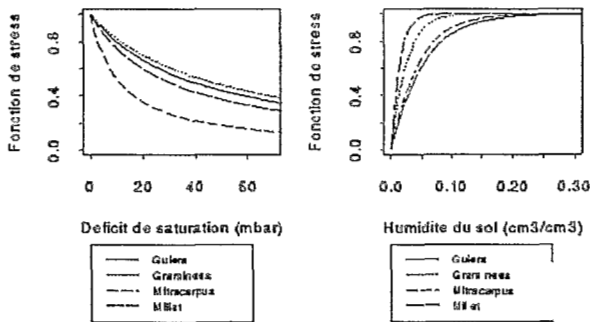 Fonction de stress
0.0 0.4 0.8
0 20 40 60
Deficit de saturation (mbar)
Guiera
Graminees
Mitracarpus
Millet
Fonction de stress
0.0 0.4 0.8
0.0 0.10 0.20 0.30
Humidite du sol (cm3/cm3)
Guiera
Graminees
Mitracarpus
Millet